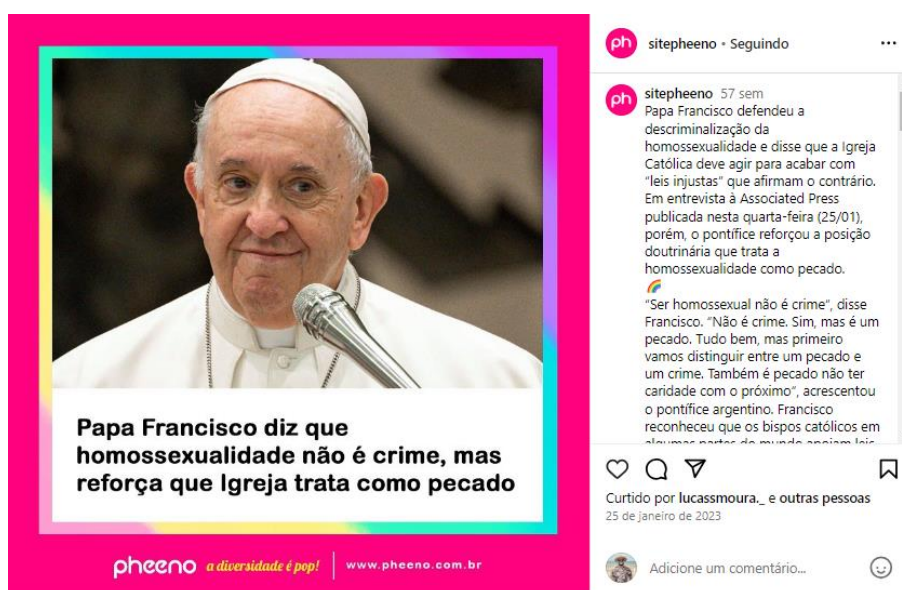 Papa Francisco diz que
homossexualidade não é crime, mas
reforça que Igreja trata como pecado
pheeno a diversidade é pop! www.pheeno.com.br
ph sitepheeno • Seguindo
ph sitepheeno 57 sem
Papa Francisco defendeu a
descriminalização da
homossexualidade e disse que a Igreja
Católica deve agir para acabar com
“leis injustas” que afirmam o contrário.
Em entrevista à Associated Press
publicada nesta quarta-feira (25/01),
porém, o pontífice reforçou a posição
doutrinária que trata a
homossexualidade como pecado.
🌈
“Ser homossexual não é crime”, disse
Francisco. “Não é crime. Sim, mas é um
pecado. Tudo bem, mas primeiro
vamos distinguir entre um pecado e
um crime. Também é pecado não ter
caridade com o próximo”, acrescentou
o pontífice argentino. Francisco
reconheceu que os bispos católicos em
algumas partes do mundo apoiam leis
Curtido por lucassmoura._ e outras pessoas
25 de janeiro de 2023
Adicione um comentário...